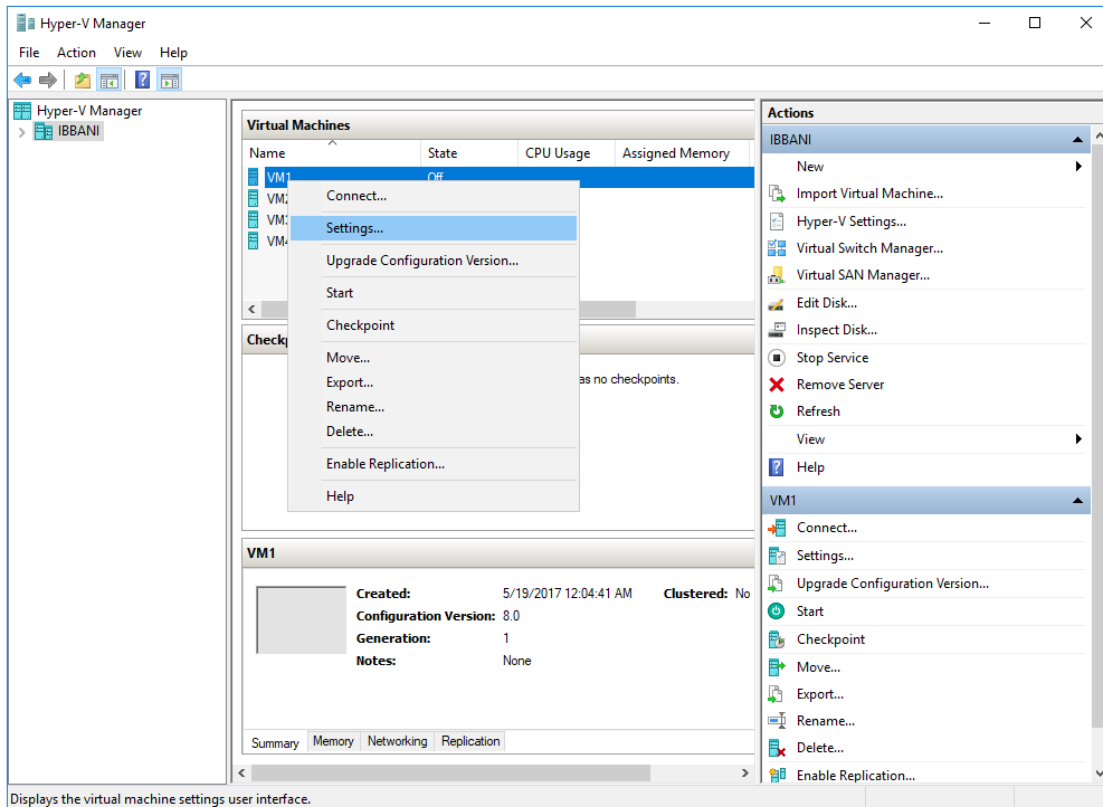 Hyper-V Manager
File Action View Help
Hyper-V Manager
IBBANI
Virtual Machines
Name State CPU Usage Assigned Memory
VM1 Off
VM2
VM3
VM4
Connect...
Settings...
Upgrade Configuration Version...
Start
Checkpoint
Move...
Export...
Rename...
Delete...
Enable Replication...
Help
Check
as no checkpoints.
VM1
Created: 5/19/2017 12:04:41 AM Clustered: No
Configuration Version: 8.0
Generation: 1
Notes: None
Summary Memory Networking Replication
Actions
IBBANI
New
Import Virtual Machine...
Hyper-V Settings...
Virtual Switch Manager...
Virtual SAN Manager...
Edit Disk...
Inspect Disk...
Stop Service
Remove Server
Refresh
View
Help
VM1
Connect...
Settings...
Upgrade Configuration Version...
Start
Checkpoint
Move...
Export...
Rename...
Delete...
Enable Replication...
Displays the virtual machine settings user interface.